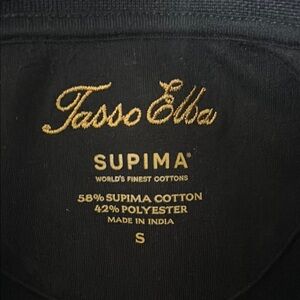 Tasso Elba
SUPIMA®
WORLD'S FINEST COTTONS
58% SUPIMA COTTON
42% POLYESTER
MADE IN INDIA
S